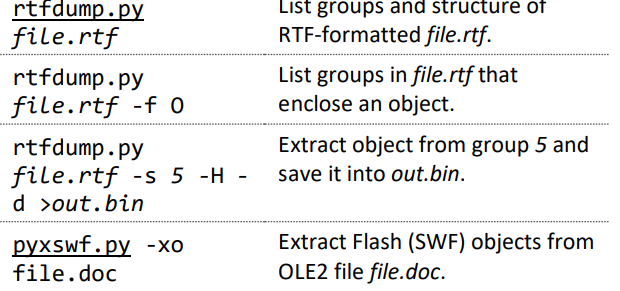 rtfdump.py
file.rtf
List groups and structure of
RTF-formatted file.rtf.
rtfdump.py
file.rtf -f O
List groups in file.rtf that
enclose an object.
rtfdump.py
file.rtf -s 5 -H -
d >out.bin
Extract object from group 5 and
save it into out.bin.
pyxswf.py -xo
file.doc
Extract Flash (SWF) objects from
OLE2 file file.doc.